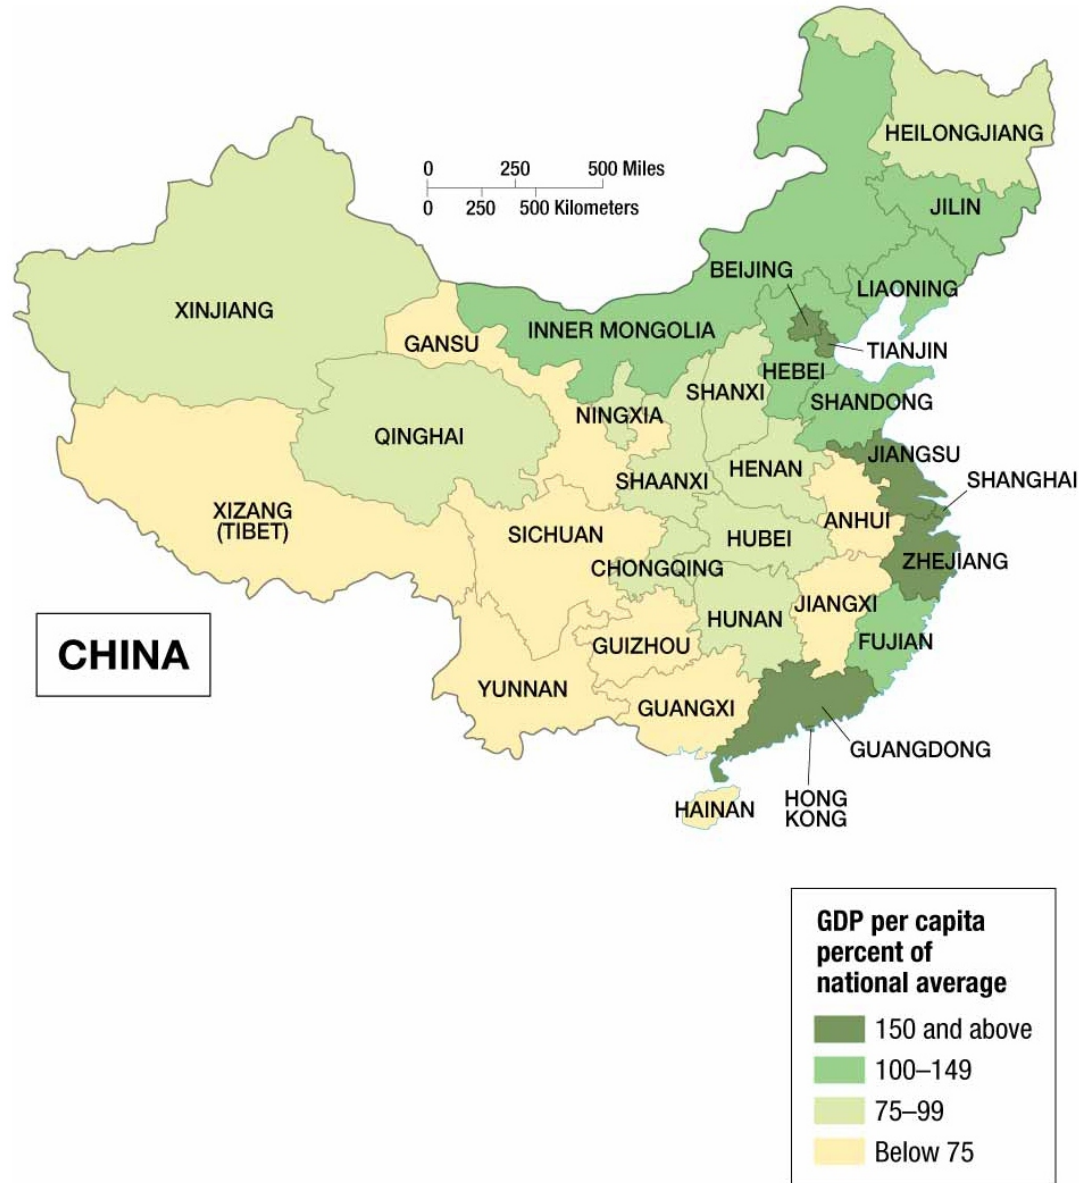 HEILONGJIANG
0 250 500 Miles
0 250 500 Kilometers
JILIN
BEIJING
LIAONING
XINJIANG
INNER MONGOLIA
GANSU
TIANJIN
HEBEI
SHANXI
SHANDONG
NINGXIA
QINGHAI
JIANGSU
HENAN
SHAANXI
SHANGHAI
XIZANG
(TIBET)
ANHUI
SICHUAN
HUBEI
ZHEJIANG
CHONGQING
JIANGXI
HUNAN
FUJIAN
GUIZHOU
CHINA
YUNNAN
GUANGXI
GUANGDONG
HAINAN
HONG
KONG
GDP per capita
percent of
national average
150 and above
100–149
75–99
Below 75